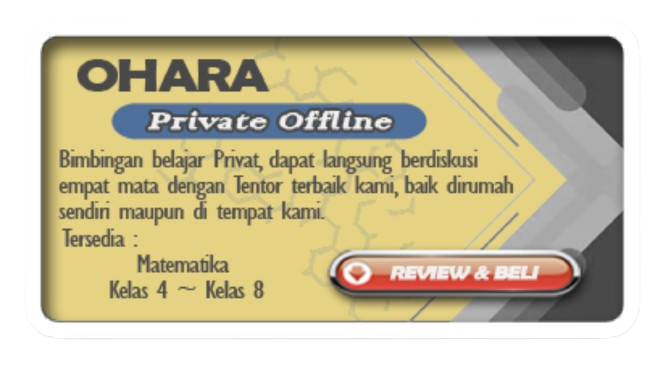 OHARA
Private Offline
Bimbingan belajar Privat, dapat langsung berdiskusi
empat mata dengan Tentor terbaik kami, baik dirumah
sendiri maupun di tempat kami.
Tersedia :
Matematika
Kelas 4 ~ Kelas 8
REVIEW & BELI